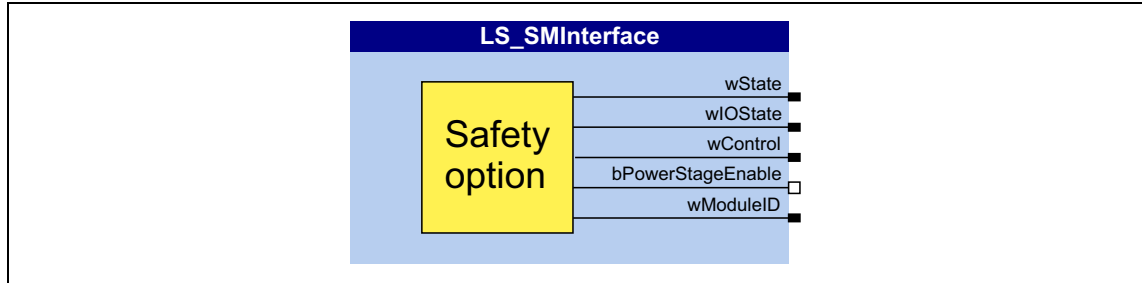 LS_SMInterface
Safety
option
wState
wIOState
wControl
bPowerStageEnable
wModuleID